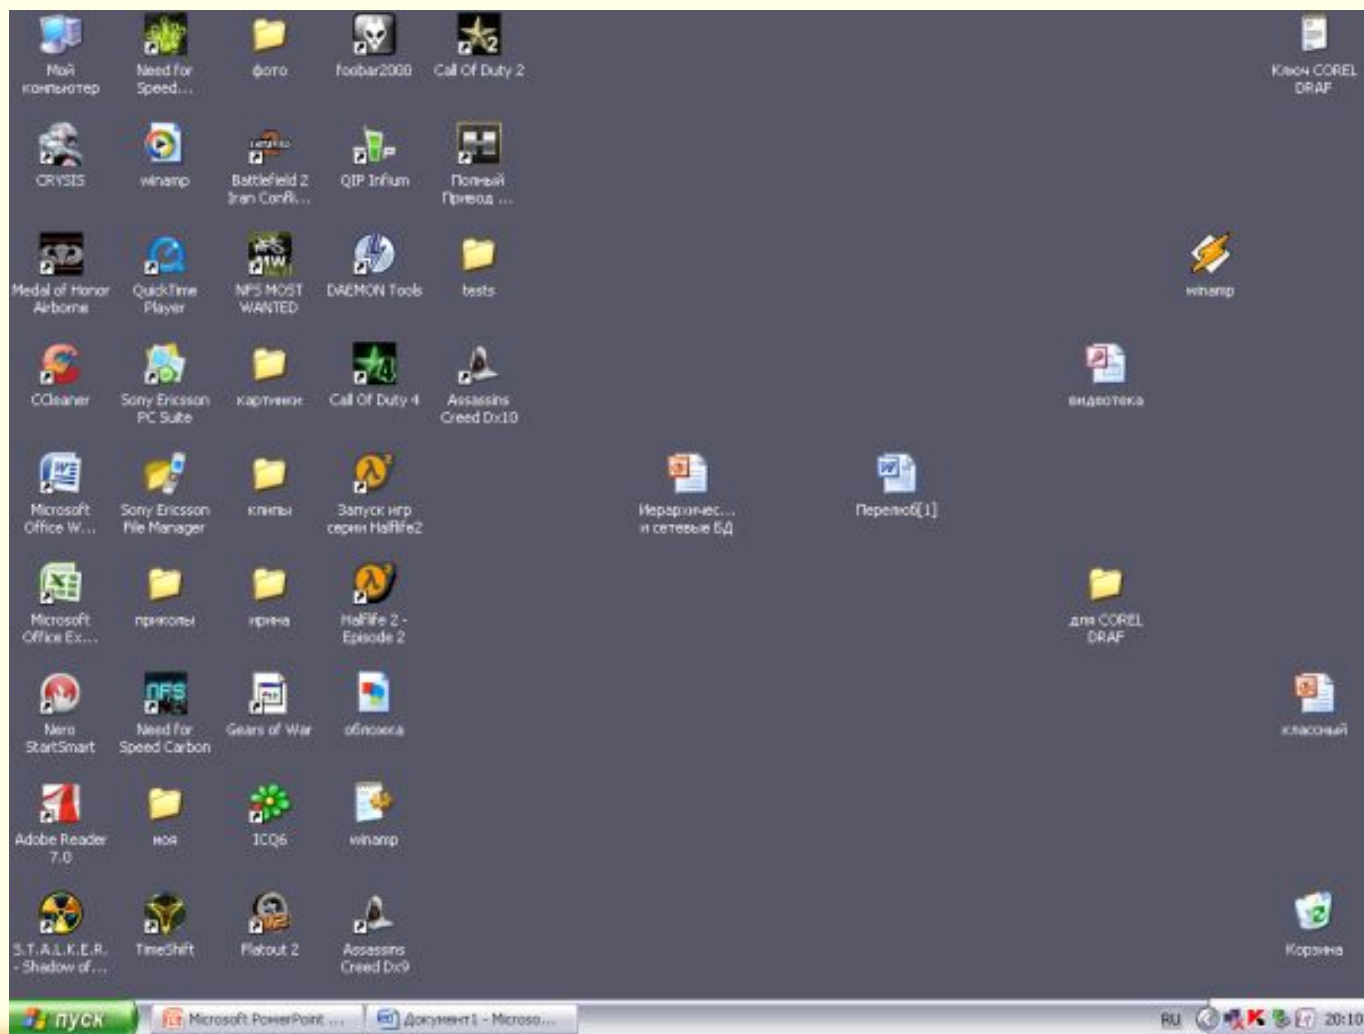 Мой
компьютер
Need for
Speed...
фото
foobar2000
Call Of Duty 2
Ключ COREL
DRAF
CRYSIS
winamp
Battlefield 2
Iran Confli...
QIP Infium
Полный
Привод ...
Medal of Honor
Airborne
QuickTime
Player
NFS MOST
WANTED
DAEMON Tools
tests
winamp
CCleaner
Sony Ericsson
PC Suite
картинки
Call Of Duty 4
Assassins
Creed Dx10
видеотека
Microsoft
Office W...
Sony Ericsson
File Manager
клипы
Запуск игр
серии Halflife2
Иерархичес...
и сетевые БД
Перелюб[1]
Microsoft
Office Ex...
приколы
ирина
Halflife 2 -
Episode 2
для COREL
DRAF
Nero
StartSmart
Need for
Speed Carbon
Gears of War
обложка
классный
Adobe Reader
7.0
моя
ICQ6
winamp
S.T.A.L.K.E.R.
- Shadow of...
TimeShift
Flatout 2
Assassins
Creed Dx9
Корзина
пуск
Microsoft PowerPoint ...
Документ1 - Microso...
RU
20:10